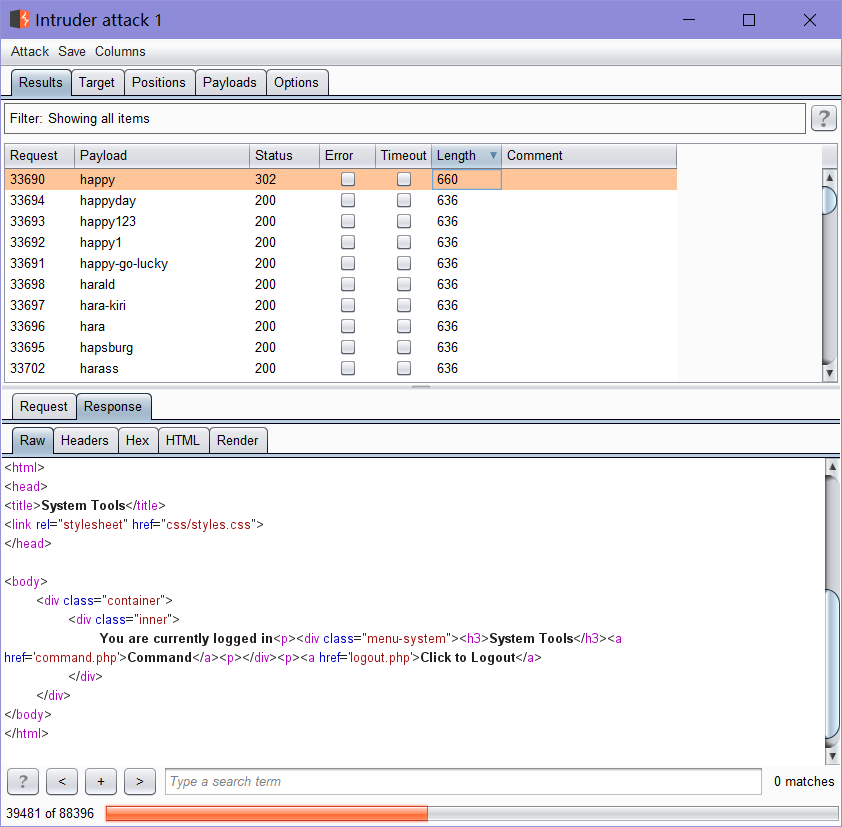 Intruder attack 1
Attack Save Columns
Results Target Positions Payloads Options
Filter: Showing all items ?
Request Payload Status Error Timeout Length Comment
33690 happy 302 660
33694 happyday 200 636
33693 happy123 200 636
33692 happy1 200 636
33691 happy-go-lucky 200 636
33698 harald 200 636
33697 hara-kiri 200 636
33696 hara 200 636
33695 hapsburg 200 636
33702 harass 200 636
Request Response
Raw Headers Hex HTML Render
<html>
<head>
<title>System Tools</title>
<link rel="stylesheet" href="css/styles.css">
</head>
<body>
<div class="container">
<div class="inner">
You are currently logged in<p><div class="menu-system"><h3>System Tools</h3><a
href='command.php'>Command</a><p></div><p><a href='logout.php'>Click to Logout</a>
</div>
</div>
</body>
</html>
? < + > Type a search term 0 matches
39481 of 88396